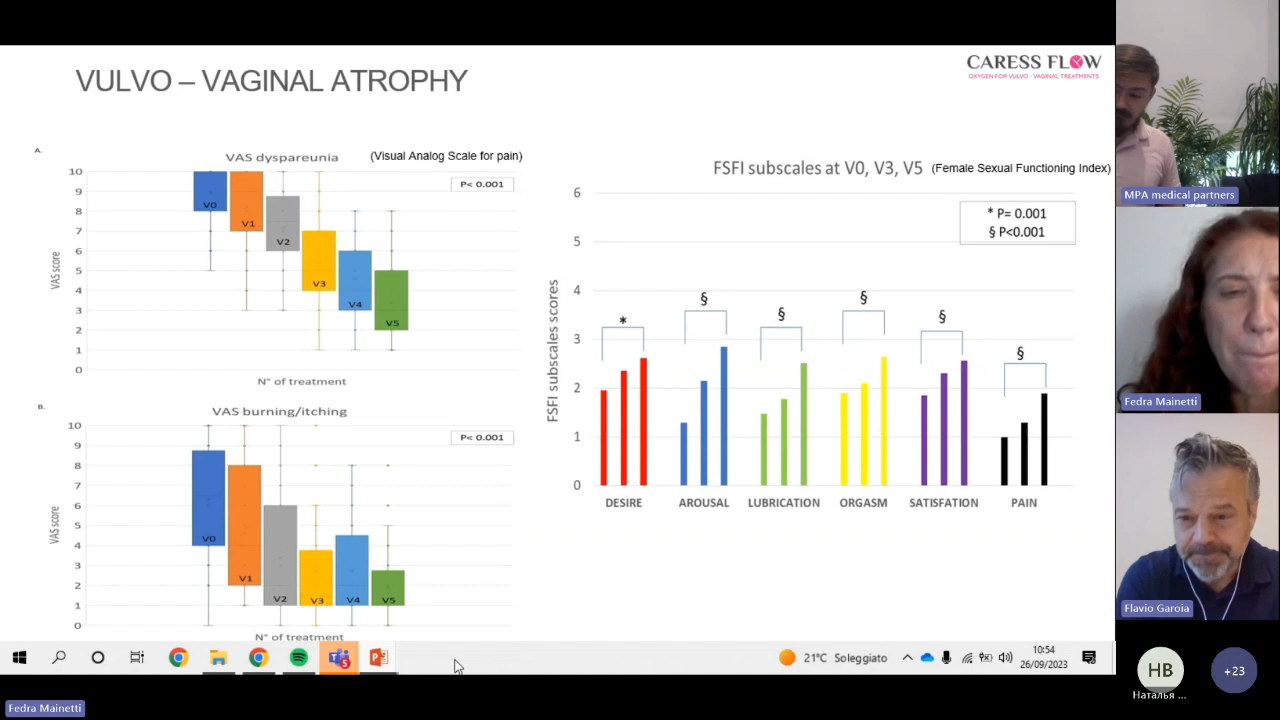 VULVO – VAGINAL ATROPHY
CARESS FLOW
OXYGEN FOR VULVO - VAGINAL TREATMENTS
A.
VAS dyspareunia
(Visual Analog Scale for pain)
P< 0.001
10
9
8
7
6
5
4
3
2
1
0
VAS score
V0
V1
V2
V3
V4
V5
N° of treatment
B.
VAS burning/itching
P< 0.001
10
9
8
7
6
5
4
3
2
1
0
VAS score
V0
V1
V2
V3
V4
V5
N° of treatment
FSFI subscales at V0, V3, V5 (Female Sexual Functioning Index)
* P= 0.001
§ P<0.001
6
5
4
3
2
1
0
FSFI subscales scores
*
§
§
§
§
§
DESIRE
AROUSAL
LUBRICATION
ORGASM
SATISFATION
PAIN
MPA medical partners
Fedra Mainetti
Flavio Garoia
HB
Наталья ...
+23
5
21°C Soleggiato
10:54
26/09/2023
Fedra Mainetti